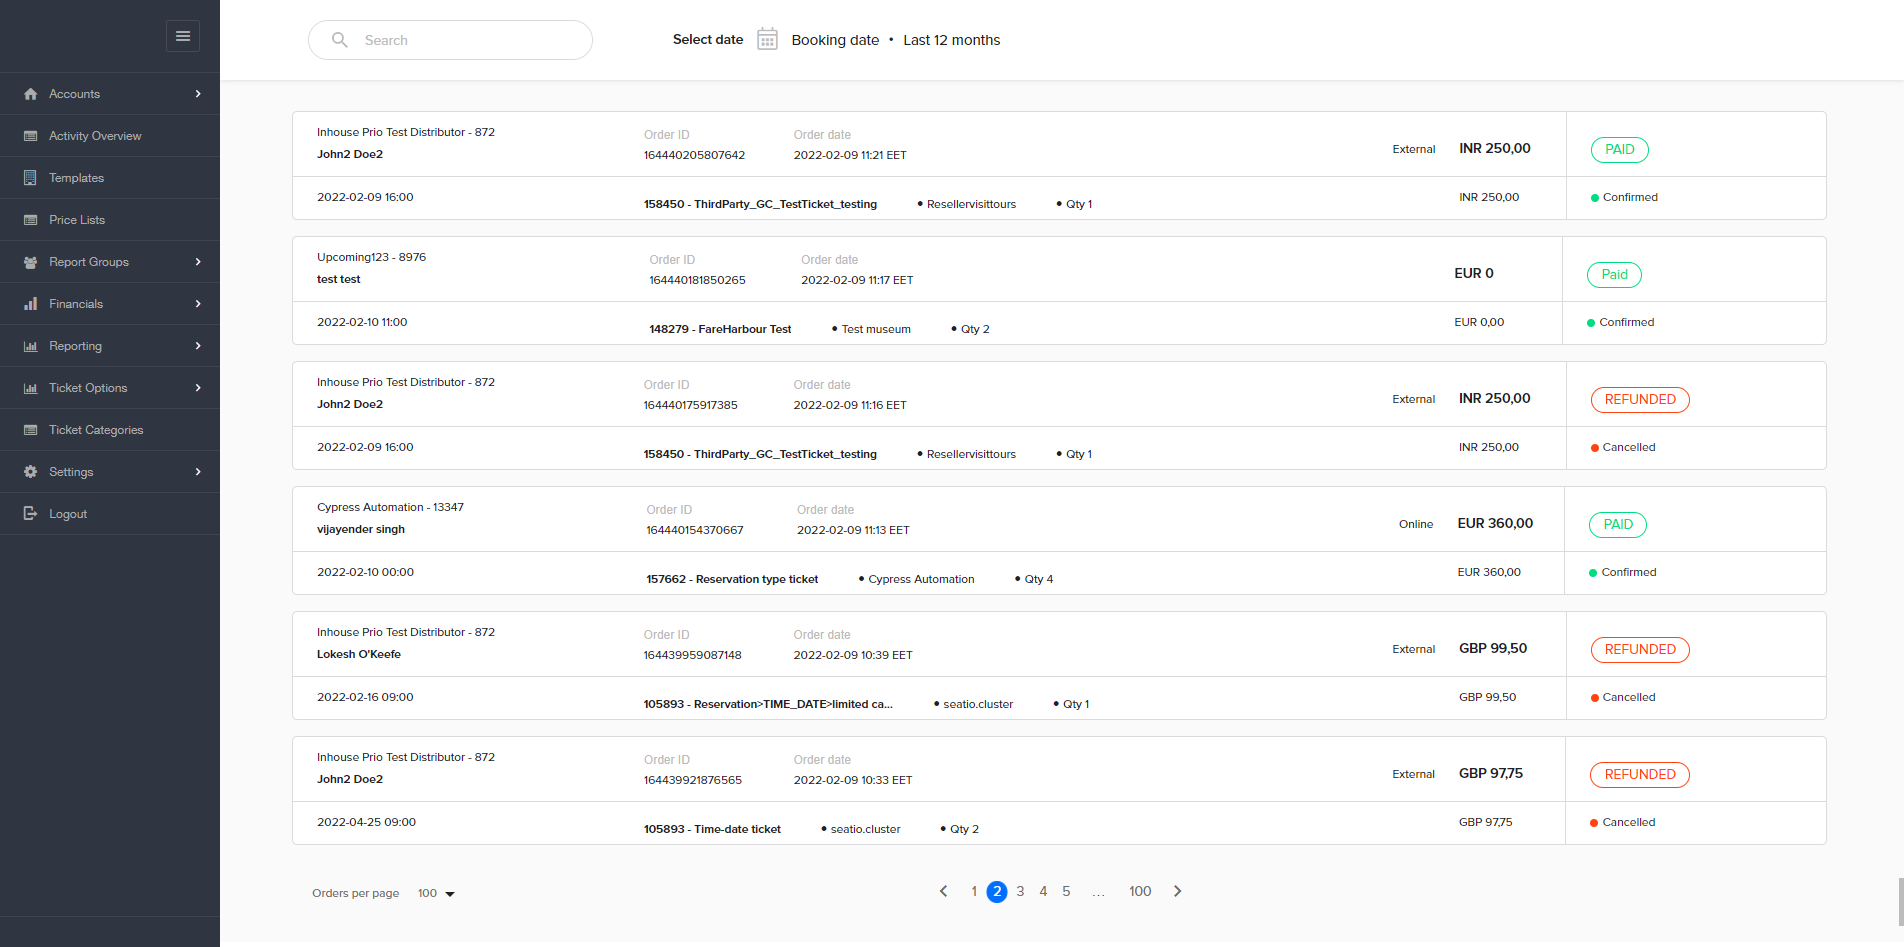 Search
Select date Booking date • Last 12 months
Accounts
Activity Overview
Templates
Price Lists
Report Groups
Financials
Reporting
Ticket Options
Ticket Categories
Settings
Logout
Inhouse Prio Test Distributor - 872
John2 Doe2
Order ID
164440205807642
Order date
2022-02-09 11:21 EET
External
INR 250,00
PAID
2022-02-09 16:00
158450 - ThirdParty_GC_TestTicket_testing • Resellervisittours • Qty 1
INR 250,00
Confirmed
Upcoming123 - 8976
test test
Order ID
164440181850265
Order date
2022-02-09 11:17 EET
EUR 0
Paid
2022-02-10 11:00
148279 - FareHarbour Test • Test museum • Qty 2
EUR 0,00
Confirmed
Inhouse Prio Test Distributor - 872
John2 Doe2
Order ID
164440175917385
Order date
2022-02-09 11:16 EET
External
INR 250,00
REFUNDED
2022-02-09 16:00
158450 - ThirdParty_GC_TestTicket_testing • Resellervisittours • Qty 1
INR 250,00
Cancelled
Cypress Automation - 13347
vijayender singh
Order ID
164440154370667
Order date
2022-02-09 11:13 EET
Online
EUR 360,00
PAID
2022-02-10 00:00
157662 - Reservation type ticket • Cypress Automation • Qty 4
EUR 360,00
Confirmed
Inhouse Prio Test Distributor - 872
Lokesh O'Keefe
Order ID
164439959087148
Order date
2022-02-09 10:39 EET
External
GBP 99,50
REFUNDED
2022-02-16 09:00
105893 - Reservation>TIME_DATE>limited ca... • seatio.cluster • Qty 1
GBP 99,50
Cancelled
Inhouse Prio Test Distributor - 872
John2 Doe2
Order ID
164439921876565
Order date
2022-02-09 10:33 EET
External
GBP 97,75
REFUNDED
2022-04-25 09:00
105893 - Time-date ticket • seatio.cluster • Qty 2
GBP 97,75
Cancelled
Orders per page 100
1 2 3 4 5 ... 100